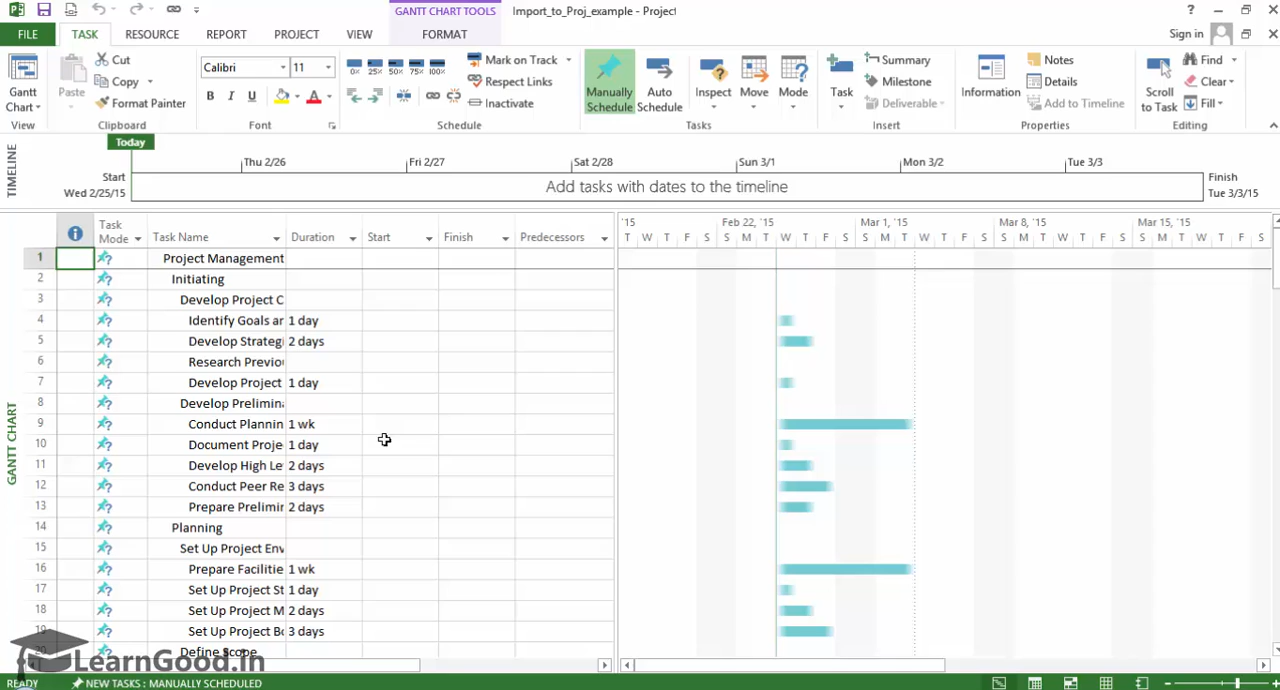 GANTT CHART TOOLS
Import_to_Proj_example - Project
?
FILE TASK RESOURCE REPORT PROJECT VIEW FORMAT
Sign in
Gantt Chart
View
Paste
Cut
Copy
Format Painter
Clipboard
Calibri 11
B I U A
Font
0% 25% 50% 75% 100%
Mark on Track
Respect Links
Inactivate
Schedule
Manually Schedule
Auto Schedule
Inspect
Move
Mode
Tasks
Task
Summary
Milestone
Deliverable
Insert
Information
Notes
Details
Add to Timeline
Properties
Scroll to Task
Find
Clear
Fill
Editing
TIMELINE
Today
Thu 2/26 Fri 2/27 Sat 2/28 Sun 3/1 Mon 3/2 Tue 3/3
Start
Wed 2/25/15
Add tasks with dates to the timeline
Finish
Tue 3/3/15
GANTT CHART
Task Mode Task Name Duration Start Finish Predecessors
'15 Feb 22, '15 Mar 1, '15 Mar 8, '15 Mar 15, '15
T W T F S S M T W T F S S M T W T F S S M T W T F S S M T W T F S
1 Project Management
2 Initiating
3 Develop Project C
4 Identify Goals ar 1 day
5 Develop Strategi 2 days
6 Research Previo
7 Develop Project 1 day
8 Develop Prelimina
9 Conduct Plannin 1 wk
10 Document Proje 1 day
11 Develop High Le 2 days
12 Conduct Peer Re 3 days
13 Prepare Prelimir 2 days
14 Planning
15 Set Up Project Env
16 Prepare Facilitie 1 wk
17 Set Up Project St 1 day
18 Set Up Project M 2 days
19 Set Up Project Bo 3 days
20 Define Scope
LearnGood.in
READY NEW TASKS : MANUALLY SCHEDULED